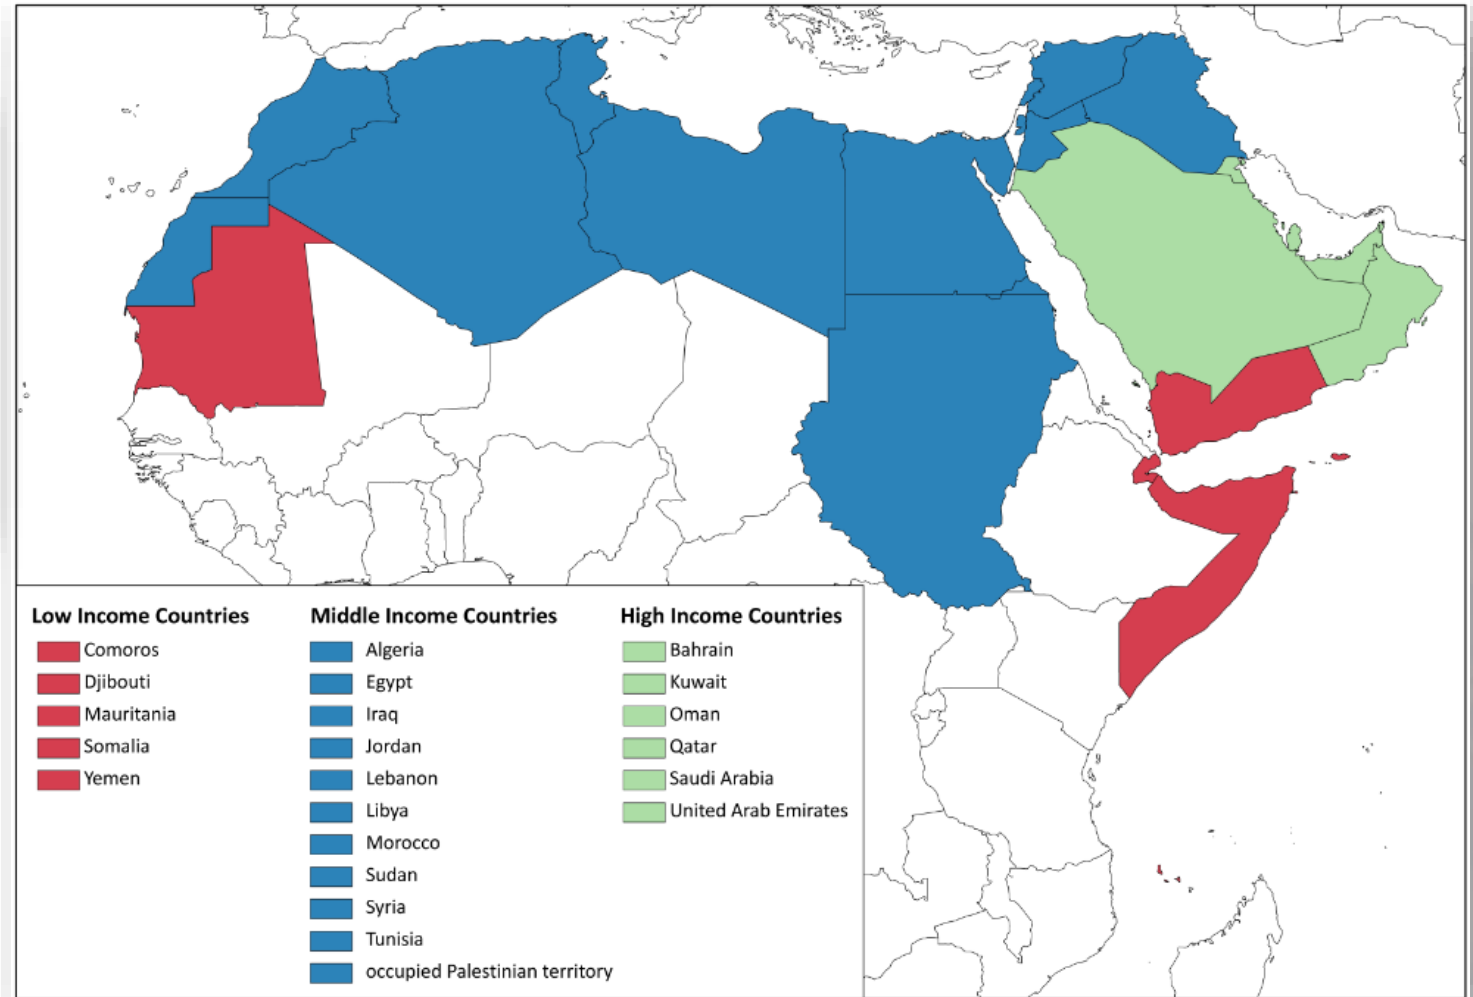 Low Income Countries
Comoros
Djibouti
Mauritania
Somalia
Yemen
Middle Income Countries
Algeria
Egypt
Iraq
Jordan
Lebanon
Libya
Morocco
Sudan
Syria
Tunisia
occupied Palestinian territory
High Income Countries
Bahrain
Kuwait
Oman
Qatar
Saudi Arabia
United Arab Emirates